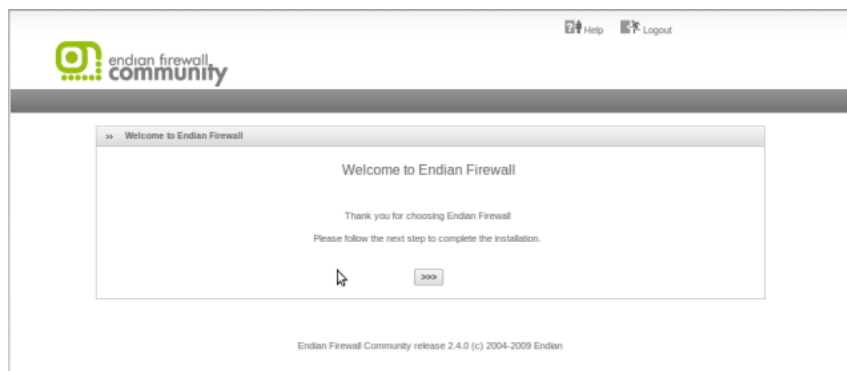 Help Logout
endian firewall
community
›› Welcome to Endian Firewall
Welcome to Endian Firewall
Thank you for choosing Endian Firewall
Please follow the next step to complete the installation.
>>>
Endian Firewall Community release 2.4.0 (c) 2004-2009 Endian